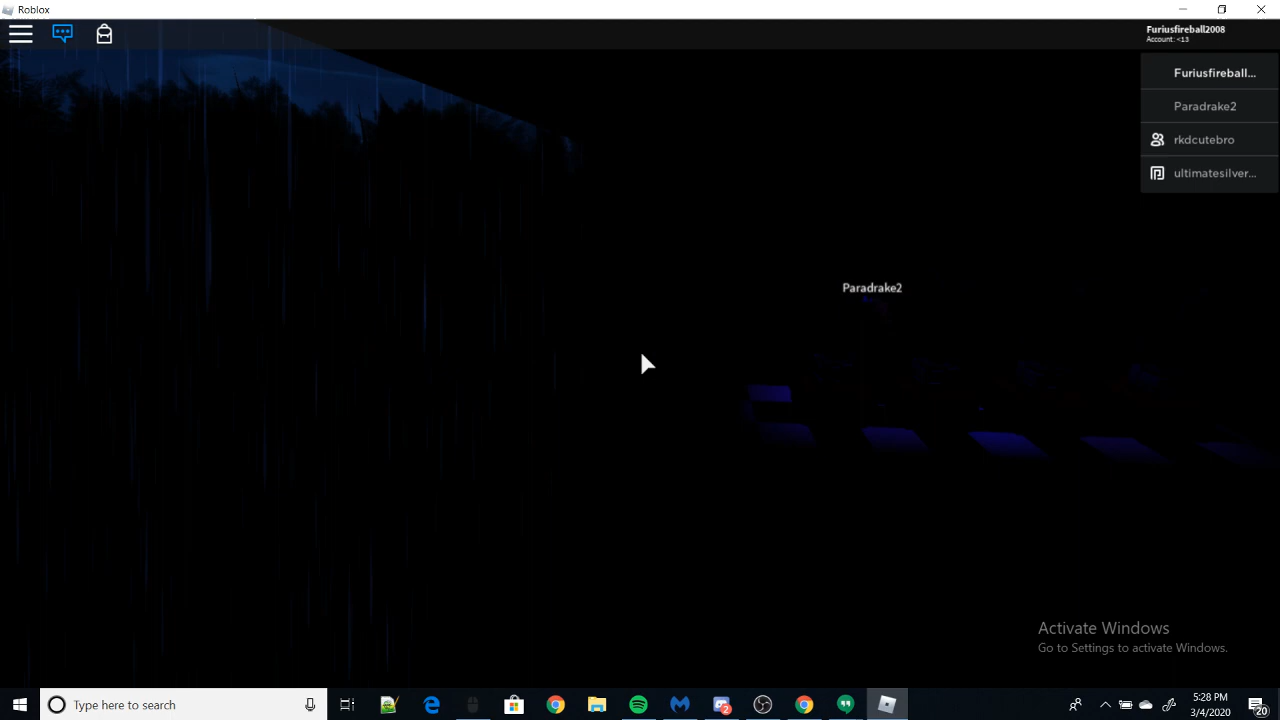 Roblox
Furiusfireball2008
Account: <13
Furiusfireball...
Paradrake2
rkdcutebro
ultimatesilver...
Paradrake2
Activate Windows
Go to Settings to activate Windows.
Type here to search
2
5:28 PM
3/4/2020
20